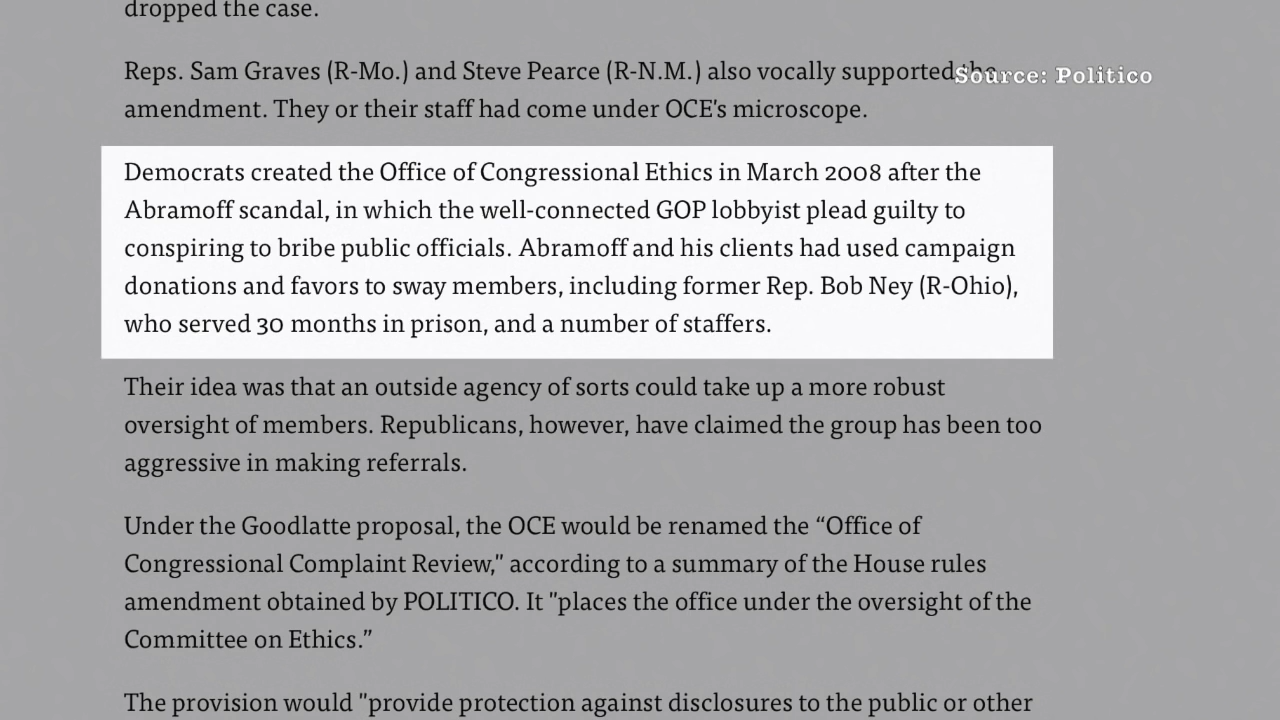 dropped the case.
Reps. Sam Graves (R-Mo.) and Steve Pearce (R-N.M.) also vocally supported the
Source: Politico
amendment. They or their staff had come under OCE's microscope.
Democrats created the Office of Congressional Ethics in March 2008 after the
Abramoff scandal, in which the well-connected GOP lobbyist plead guilty to
conspiring to bribe public officials. Abramoff and his clients had used campaign
donations and favors to sway members, including former Rep. Bob Ney (R-Ohio),
who served 30 months in prison, and a number of staffers.
Their idea was that an outside agency of sorts could take up a more robust
oversight of members. Republicans, however, have claimed the group has been too
aggressive in making referrals.
Under the Goodlatte proposal, the OCE would be renamed the “Office of
Congressional Complaint Review," according to a summary of the House rules
amendment obtained by POLITICO. It "places the office under the oversight of the
Committee on Ethics.”
The provision would "provide protection against disclosures to the public or other